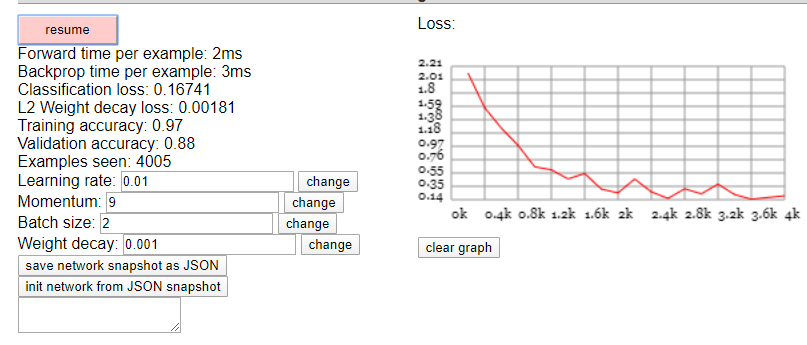 resume
Forward time per example: 2ms
Backprop time per example: 3ms
Classification loss: 0.16741
L2 Weight decay loss: 0.00181
Training accuracy: 0.97
Validation accuracy: 0.88
Examples seen: 4005
Learning rate: 0.01 change
Momentum: 9 change
Batch size: 2 change
Weight decay: 0.001 change
save network snapshot as JSON
init network from JSON snapshot
Loss:
2.21
2.01
1.8
1.59
1.38
1.18
0.97
0.76
0.55
0.35
0.14
0k 0.4k 0.8k 1.2k 1.6k 2k 2.4k 2.8k 3.2k 3.6k 4k
clear graph